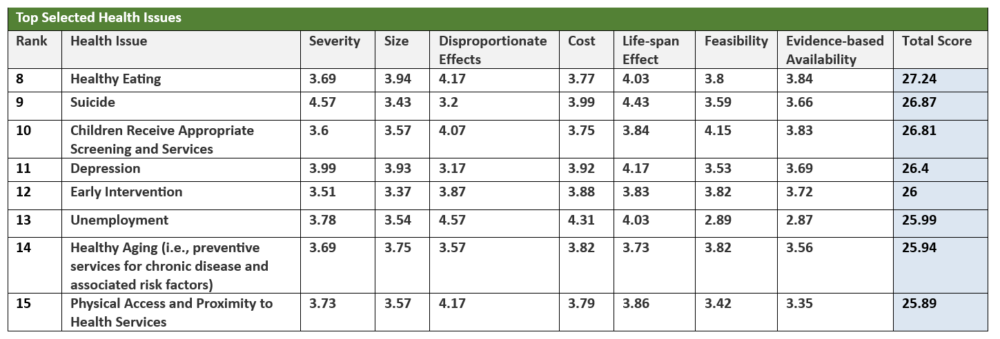 Top Selected Health Issues
Rank Health Issue Severity Size Disproportionate Effects Cost Life-span Effect Feasibility Evidence-based Availability Total Score
8 Healthy Eating 3.69 3.94 4.17 3.77 4.03 3.8 3.84 27.24
9 Suicide 4.57 3.43 3.2 3.99 4.43 3.59 3.66 26.87
10 Children Receive Appropriate Screening and Services 3.6 3.57 4.07 3.75 3.84 4.15 3.83 26.81
11 Depression 3.99 3.93 3.17 3.92 4.17 3.53 3.69 26.4
12 Early Intervention 3.51 3.37 3.87 3.88 3.83 3.82 3.72 26
13 Unemployment 3.78 3.54 4.57 4.31 4.03 2.89 2.87 25.99
14 Healthy Aging (i.e., preventive services for chronic disease and associated risk factors) 3.69 3.75 3.57 3.82 3.73 3.82 3.56 25.94
15 Physical Access and Proximity to Health Services 3.73 3.57 4.17 3.79 3.86 3.42 3.35 25.89